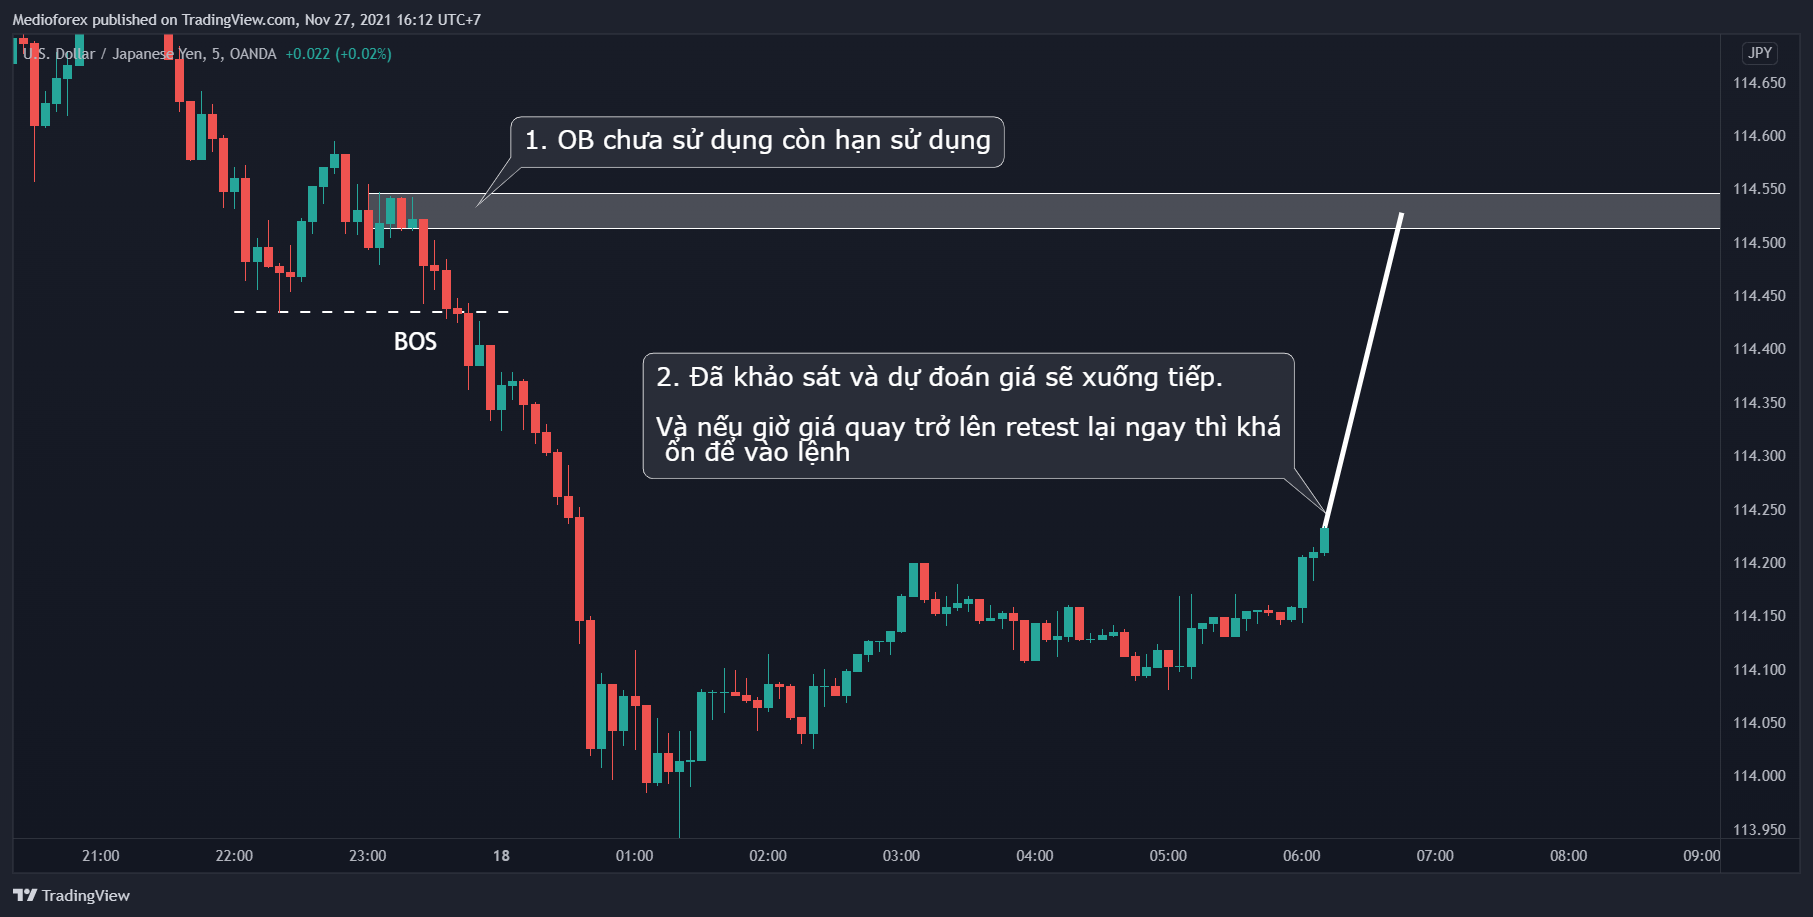 Medioforex published on TradingView.com, Nov 27, 2021 16:12 UTC+7
U.S. Dollar / Japanese Yen, 5, OANDA +0.022 (+0.02%)
JPY
114.650
114.600
1. OB chưa sử dụng còn hạn sử dụng
114.550
114.500
114.450
BOS
114.400
2. Đã khảo sát và dự đoán giá sẽ xuống tiếp.
114.350
Và nếu giờ giá quay trở lên retest lại ngay thì khá
ổn để vào lệnh
114.300
114.250
114.200
114.150
114.100
114.050
114.000
113.950
21:00 22:00 23:00 18 01:00 02:00 03:00 04:00 05:00 06:00 07:00 08:00 09:00
TradingView